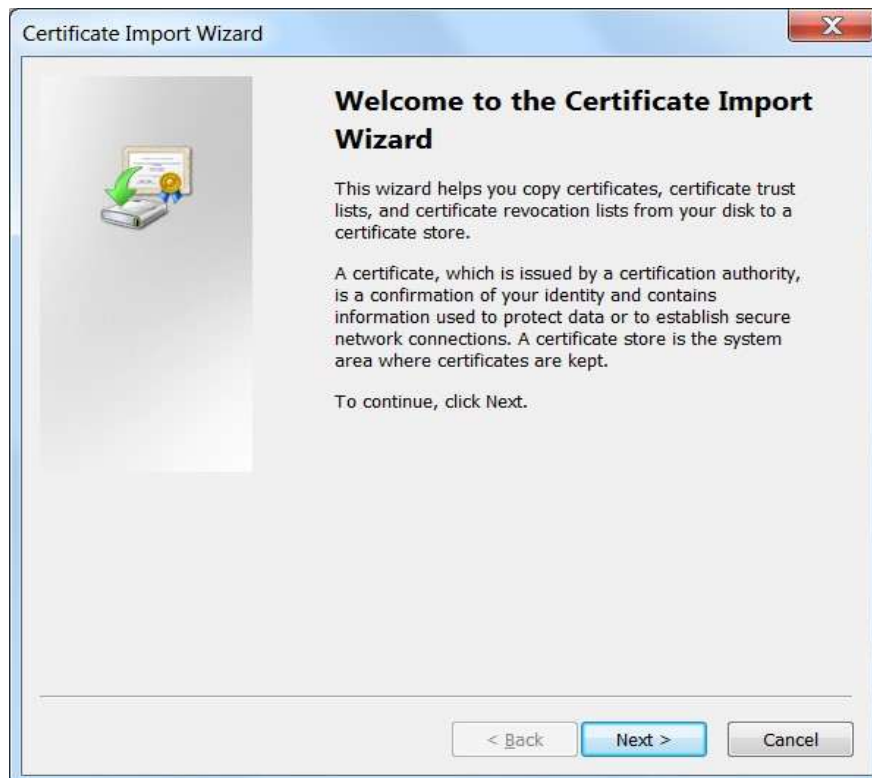 Certificate Import Wizard
X
Welcome to the Certificate Import
Wizard
This wizard helps you copy certificates, certificate trust
lists, and certificate revocation lists from your disk to a
certificate store.
A certificate, which is issued by a certification authority,
is a confirmation of your identity and contains
information used to protect data or to establish secure
network connections. A certificate store is the system
area where certificates are kept.
To continue, click Next.
< Back Next > Cancel